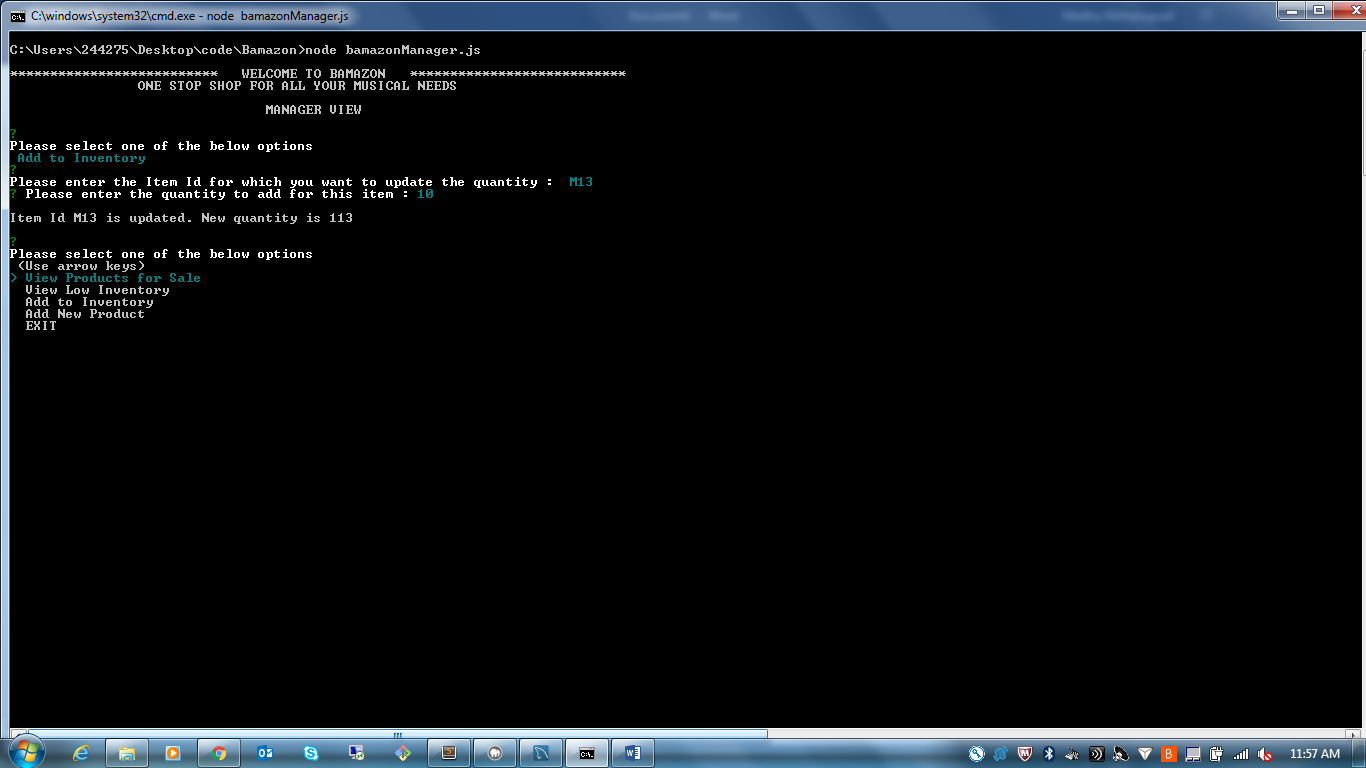 C:\windows\system32\cmd.exe - node  bamazonManager.js
C:\Users\244275\Desktop\code\Bamazon>node bamazonManager.js
************************** WELCOME TO BAMAZON ***************************
ONE STOP SHOP FOR ALL YOUR MUSICAL NEEDS
MANAGER VIEW
?
Please select one of the below options
Add to Inventory
?
Please enter the Item Id for which you want to update the quantity :  M13
? Please enter the quantity to add for this item : 10
Item Id M13 is updated. New quantity is 113
?
Please select one of the below options
(Use arrow keys)
> View Products for Sale
View Low Inventory
Add to Inventory
Add New Product
EXIT
11:57 AM